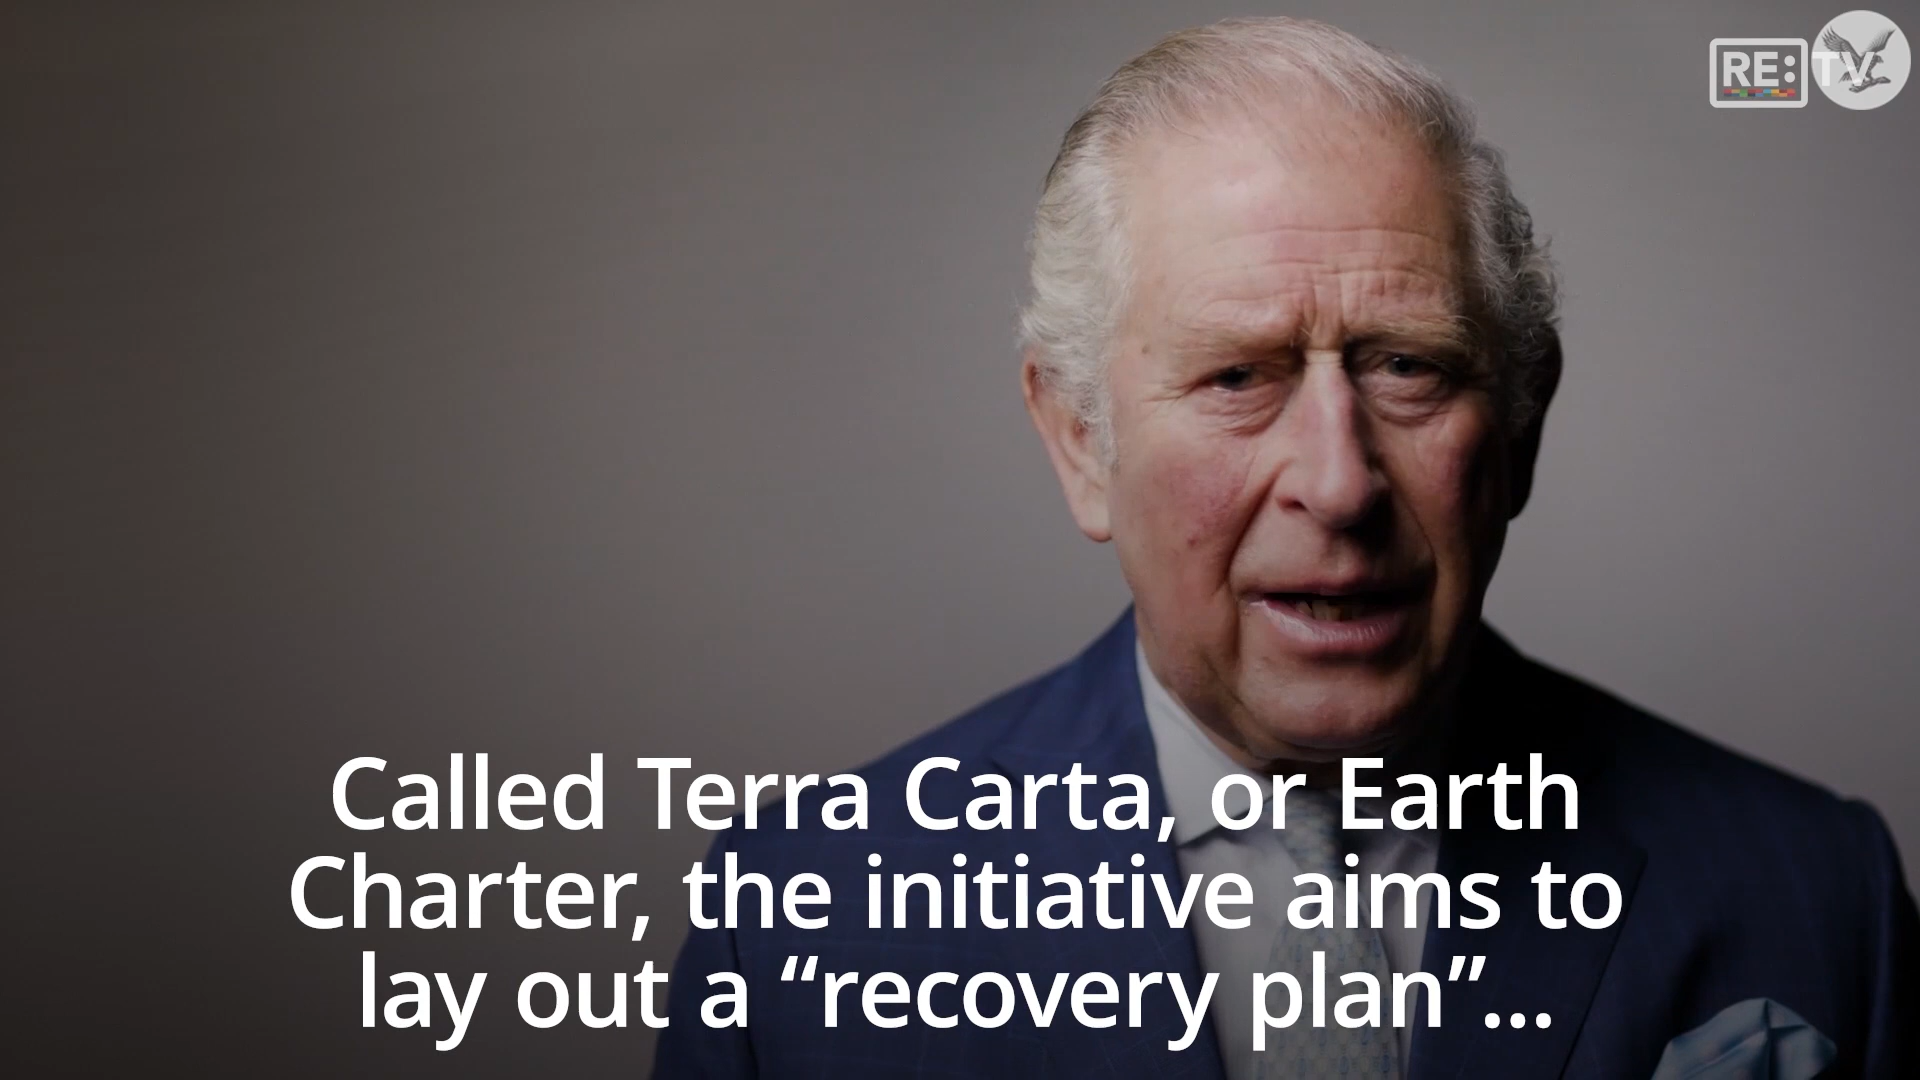 RE:TV
Called Terra Carta, or Earth
Charter, the initiative aims to
lay out a “recovery plan”...